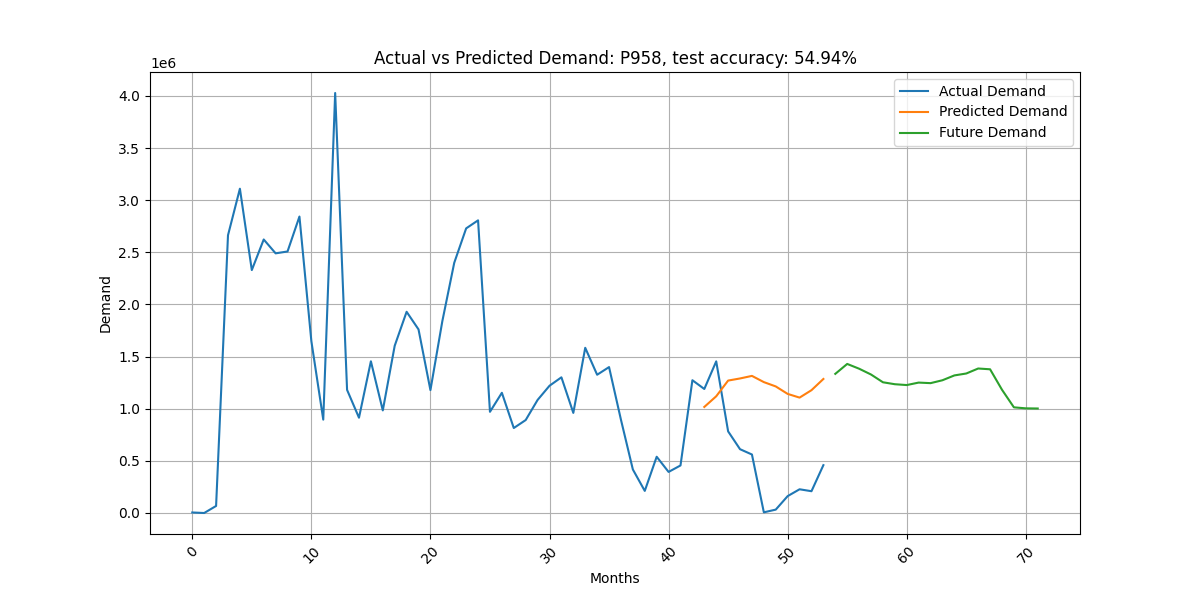 Actual vs Predicted Demand: P958, test accuracy: 54.94%
1e6
Actual Demand
Predicted Demand
Future Demand
4.0
3.5
3.0
2.5
2.0
1.5
1.0
0.5
0.0
Demand
0 10 20 30 40 50 60 70
Months